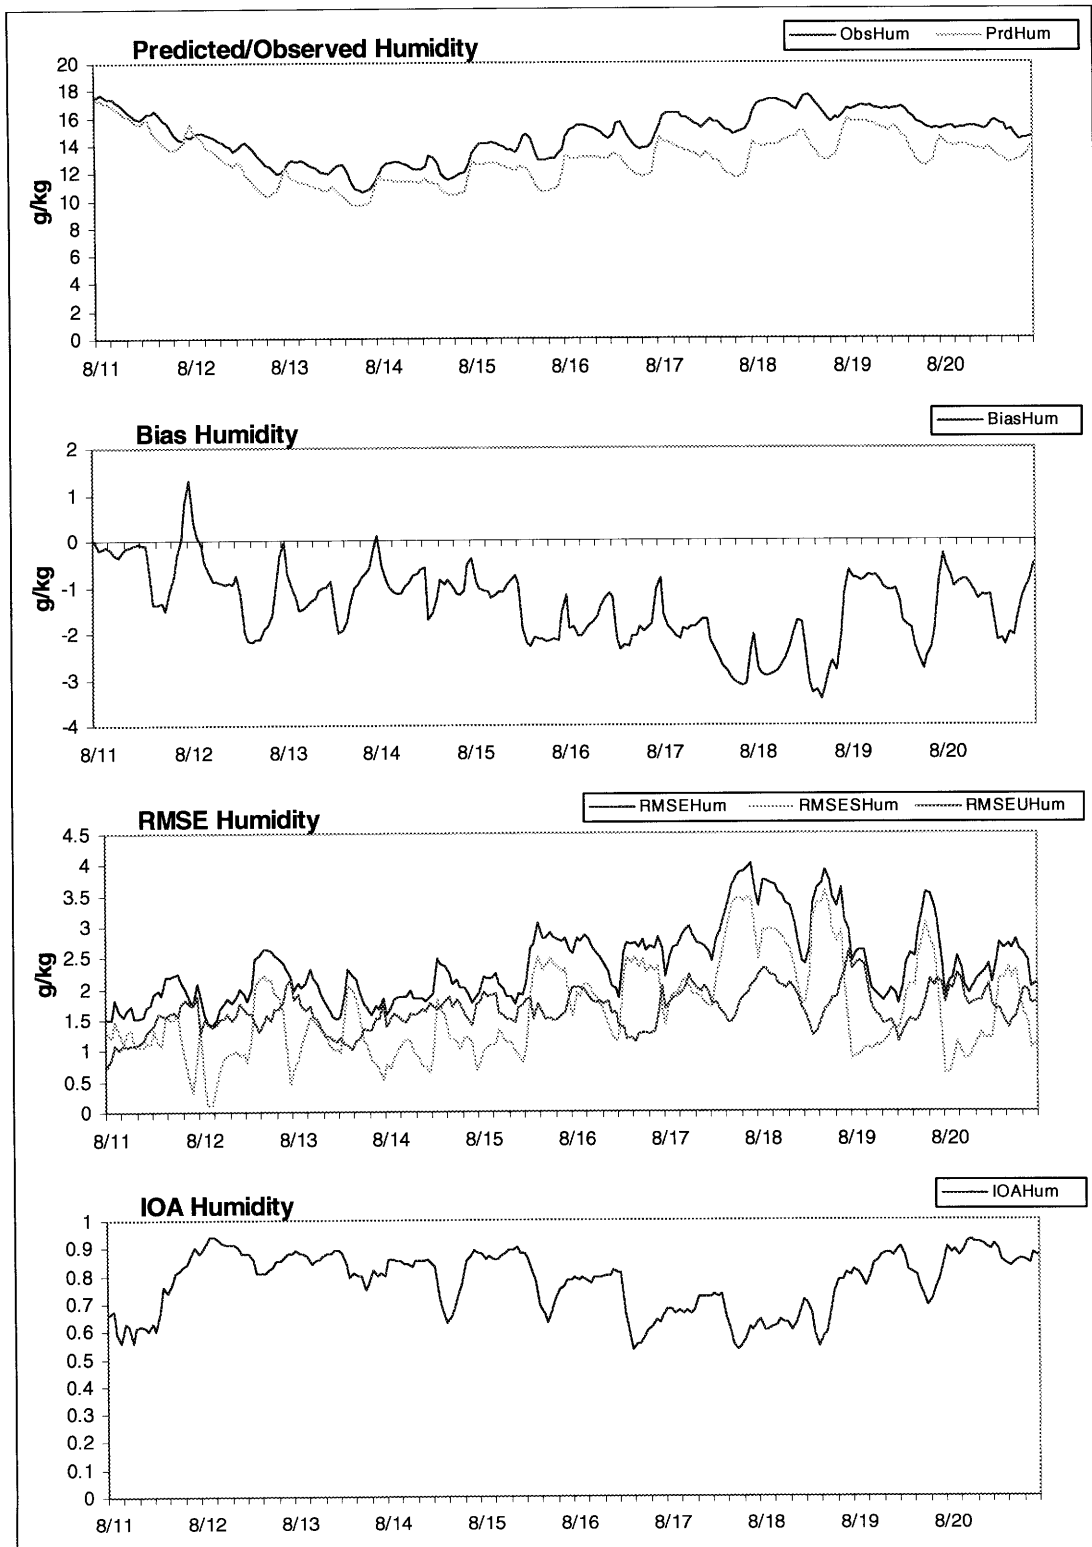 Predicted/Observed Humidity
ObsHum PrdHum
20
18
16
14
12
10
8
6
4
2
0
g/kg
8/11 8/12 8/13 8/14 8/15 8/16 8/17 8/18 8/19 8/20
Bias Humidity
BiasHum
2
1
0
-1
-2
-3
-4
g/kg
8/11 8/12 8/13 8/14 8/15 8/16 8/17 8/18 8/19 8/20
RMSE Humidity
RMSEHum RMSESHum RMSEUHum
4.5
4
3.5
3
2.5
2
1.5
1
0.5
0
g/kg
8/11 8/12 8/13 8/14 8/15 8/16 8/17 8/18 8/19 8/20
IOA Humidity
IOAHum
1
0.9
0.8
0.7
0.6
0.5
0.4
0.3
0.2
0.1
0
8/11 8/12 8/13 8/14 8/15 8/16 8/17 8/18 8/19 8/20